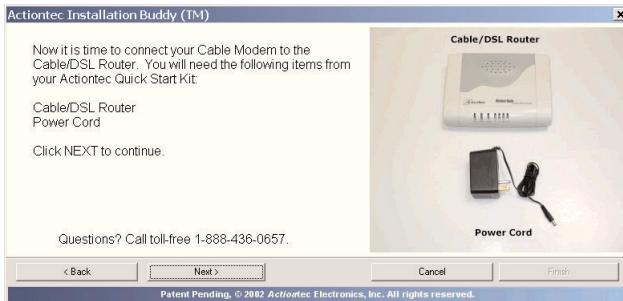 Actiontec Installation Buddy (TM)
Now it is time to connect your Cable Modem to the
Cable/DSL Router. You will need the following items from
your Actiontec Quick Start Kit:
Cable/DSL Router
Power Cord
Click NEXT to continue.
Questions? Call toll-free 1-888-436-0657.
Cable/DSL Router
Power Cord
< Back
Next >
Cancel
Finish
Patent Pending, © 2002 Actiontec Electronics, Inc. All rights reserved.